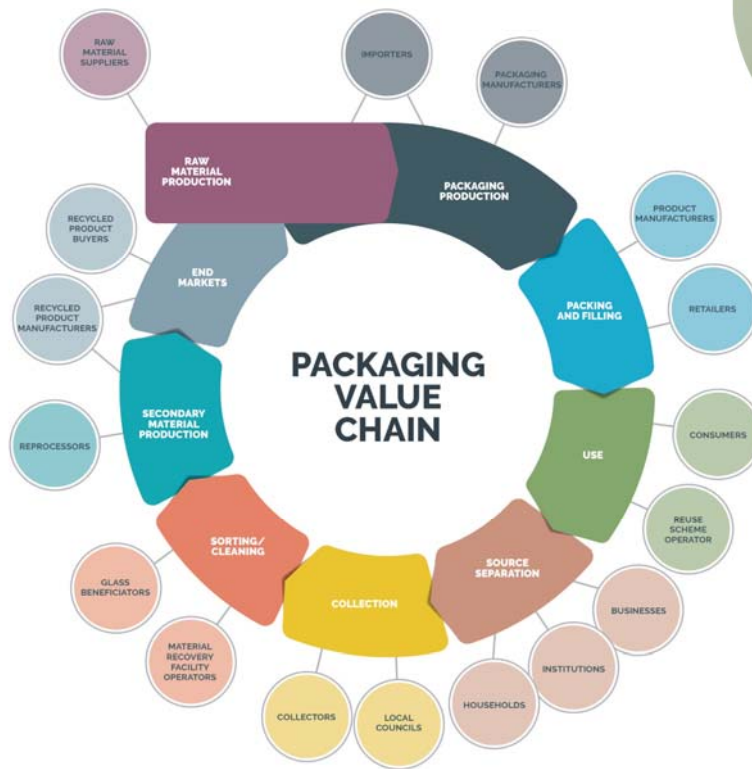 RAW
MATERIAL
SUPPLIERS
IMPORTERS
PACKAGING
MANUFACTURERS
RAW
MATERIAL
PRODUCTION
PACKAGING
PRODUCTION
PRODUCT
MANUFACTURERS
RECYCLED
PRODUCT
BUYERS
END
MARKETS
PACKING
AND FILLING
RETAILERS
RECYCLED
PRODUCT
MANUFACTURERS
PACKAGING
VALUE
CHAIN
SECONDARY
MATERIAL
PRODUCTION
REPROCESSORS
USE
CONSUMERS
REUSE
SCHEME
OPERATOR
SORTING/
CLEANING
SOURCE
SEPARATION
COLLECTION
GLASS
BENEFICIATORS
BUSINESSES
MATERIAL
RECOVERY
FACILITY
OPERATORS
INSTITUTIONS
HOUSEHOLDS
COLLECTORS
LOCAL
COUNCILS